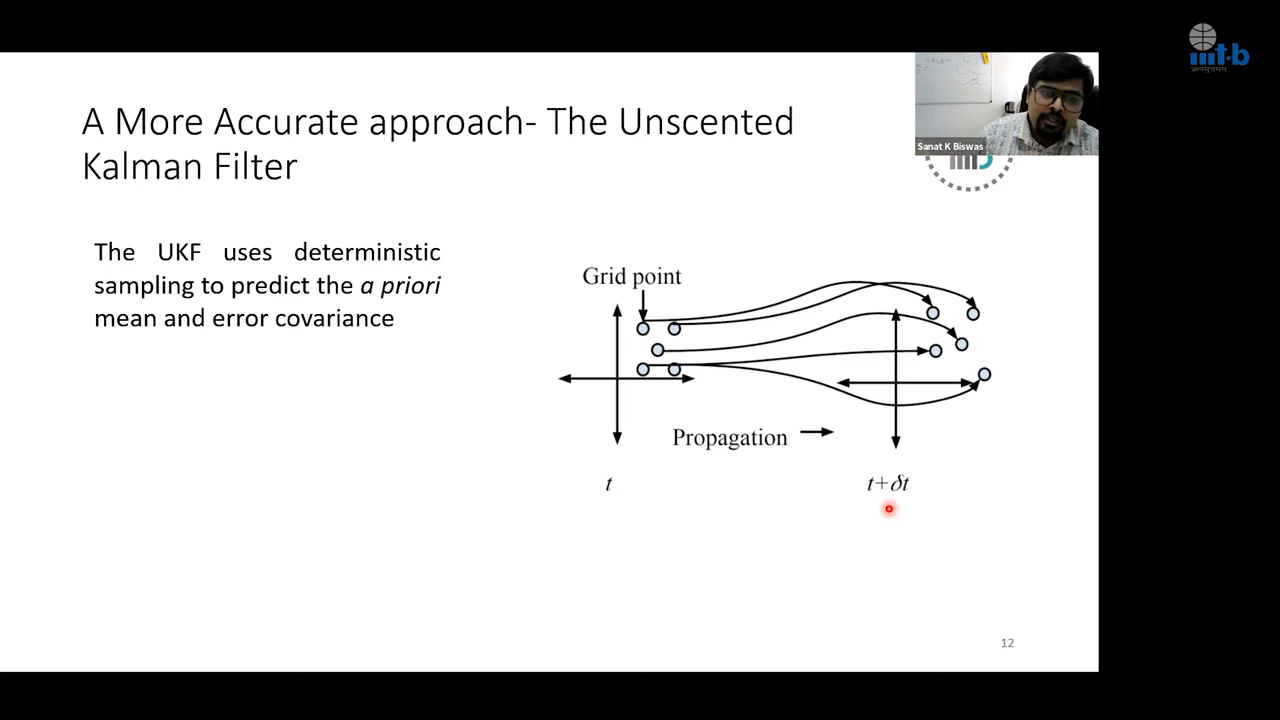 A More Accurate approach- The Unscented
Kalman Filter
Sanat K Biswas
The UKF uses deterministic
sampling to predict the a priori
mean and error covariance
Grid point
Propagation
t
t+δt
12